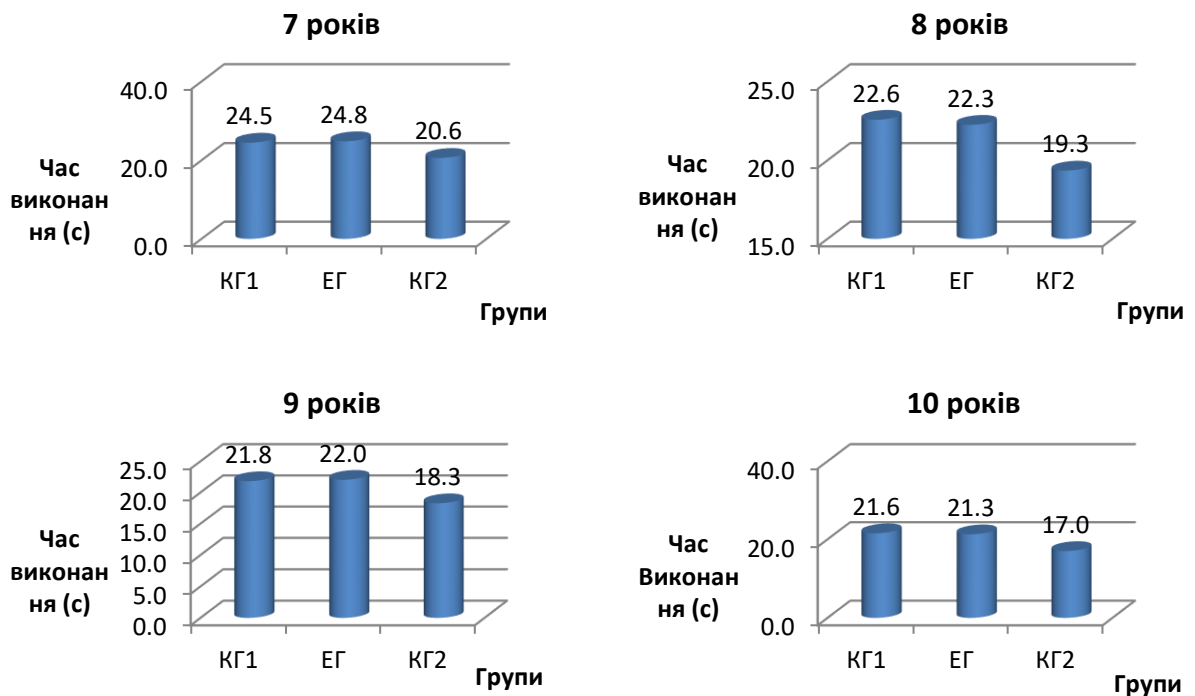 7 років
40.0
20.0
0.0
Час
виконан
ня (с)
24.5
24.8
20.6
КГ1
ЕГ
КГ2
Групи
8 років
25.0
20.0
15.0
Час
виконан
ня (с)
22.6
22.3
19.3
КГ1
ЕГ
КГ2
Групи
9 років
25.0
20.0
15.0
10.0
5.0
0.0
Час
виконан
ня (с)
21.8
22.0
18.3
КГ1
ЕГ
КГ2
Групи
10 років
40.0
20.0
0.0
Час
Виконан
ня (с)
21.6
21.3
17.0
КГ1
ЕГ
КГ2
Групи